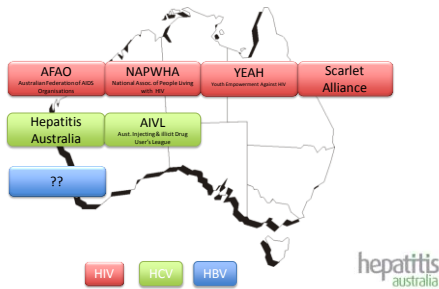 AFAO
Australian Federation of AIDS
Organisations
NAPWHA
National Assoc. of People Living
with HIV
YEAH
Youth Empowerment Against HIV
Scarlet
Alliance
Hepatitis
Australia
AIVL
Aust. Injecting & Illicit Drug
User's League
??
HIV
HCV
HBV
hepatitis
australia